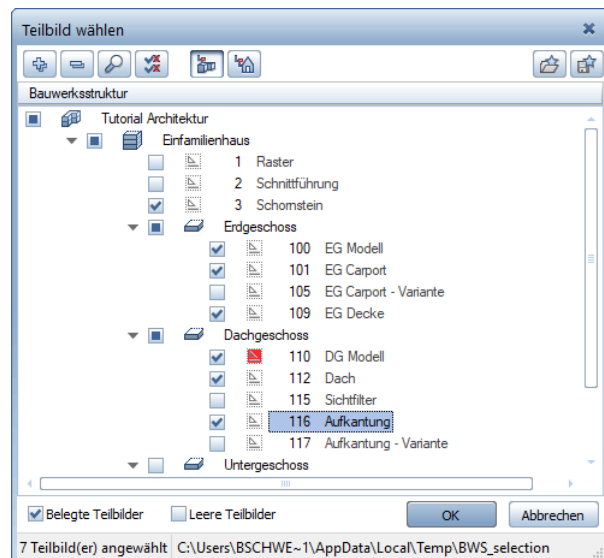 Teilbild wählen
Bauwerksstruktur
Tutorial Architektur
Einfamilienhaus
1 Raster
2 Schnittführung
3 Schornstein
Erdgeschoss
100 EG Modell
101 EG Carport
105 EG Carport - Variante
109 EG Decke
Dachgeschoss
110 DG Modell
112 Dach
115 Sichtfilter
116 Aufkantung
117 Aufkantung - Variante
Untergeschoss
Belegte Teilbilder Leere Teilbilder OK Abbrechen
7 Teilbild(er) angewählt C:\Users\BSCHWE~1\AppData\Local\Temp\BWS_selection